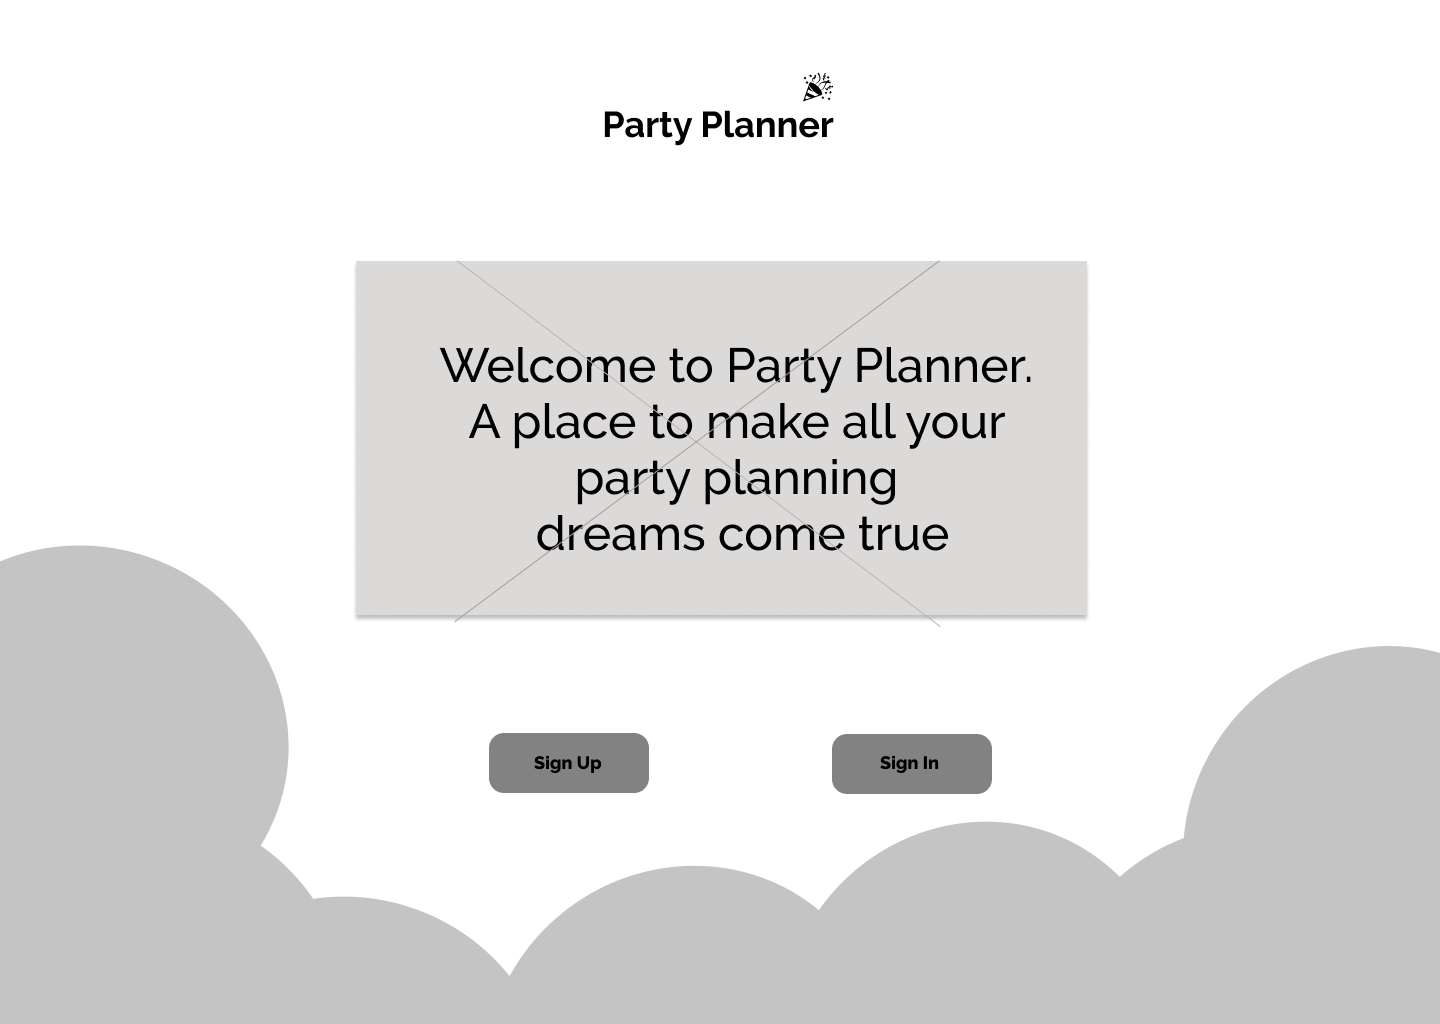 Party Planner
Welcome to Party Planner.
A place to make all your
party planning
dreams come true
Sign Up
Sign In